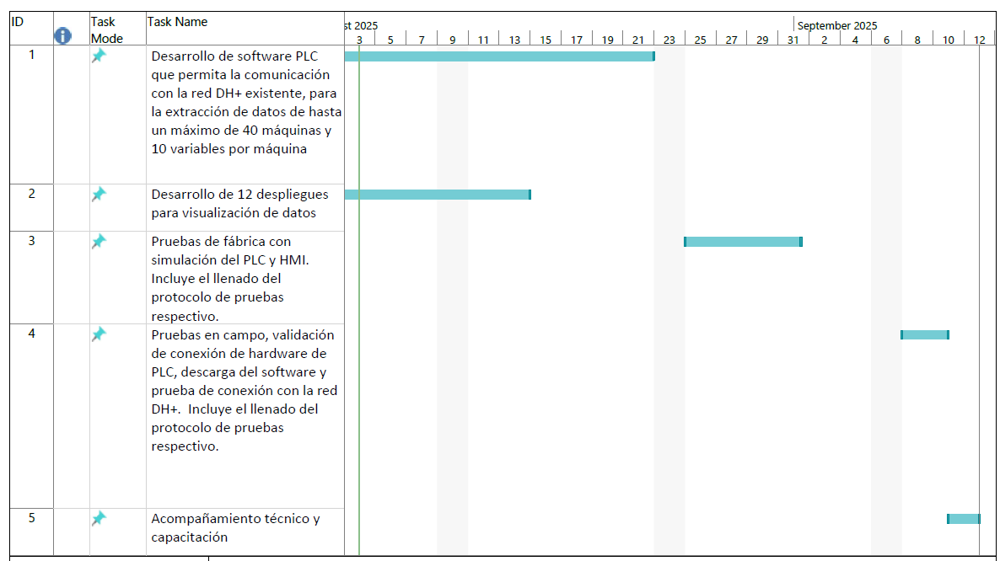 ID
Task Mode
Task Name
st 2025
September 2025
3 5 7 9 11 13 15 17 19 21 23 25 27 29 31 2 4 6 8 10 12
1
Desarrollo de software PLC
que permita la comunicación
con la red DH+ existente, para
la extracción de datos de hasta
un máximo de 40 máquinas y
10 variables por máquina
2
Desarrollo de 12 despliegues
para visualización de datos
3
Pruebas de fábrica con
simulación del PLC y HMI.
Incluye el llenado del
protocolo de pruebas
respectivo.
4
Pruebas en campo, validación
de conexión de hardware de
PLC, descarga del software y
prueba de conexión con la red
DH+.  Incluye el llenado del
protocolo de pruebas
respectivo.
5
Acompañamiento técnico y
capacitación